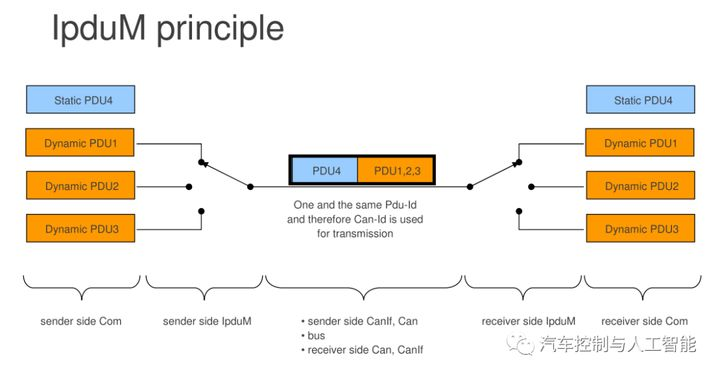 IpduM principle
Static PDU4
Dynamic PDU1
Dynamic PDU2
Dynamic PDU3
PDU4
PDU1,2,3
One and the same Pdu-Id
and therefore Can-Id is used
for transmission
Static PDU4
Dynamic PDU1
Dynamic PDU2
Dynamic PDU3
sender side Com
sender side IpduM
• sender side CanIf, Can
• bus
• receiver side Can, CanIf
receiver side IpduM
receiver side Com
汽车控制与人工智能